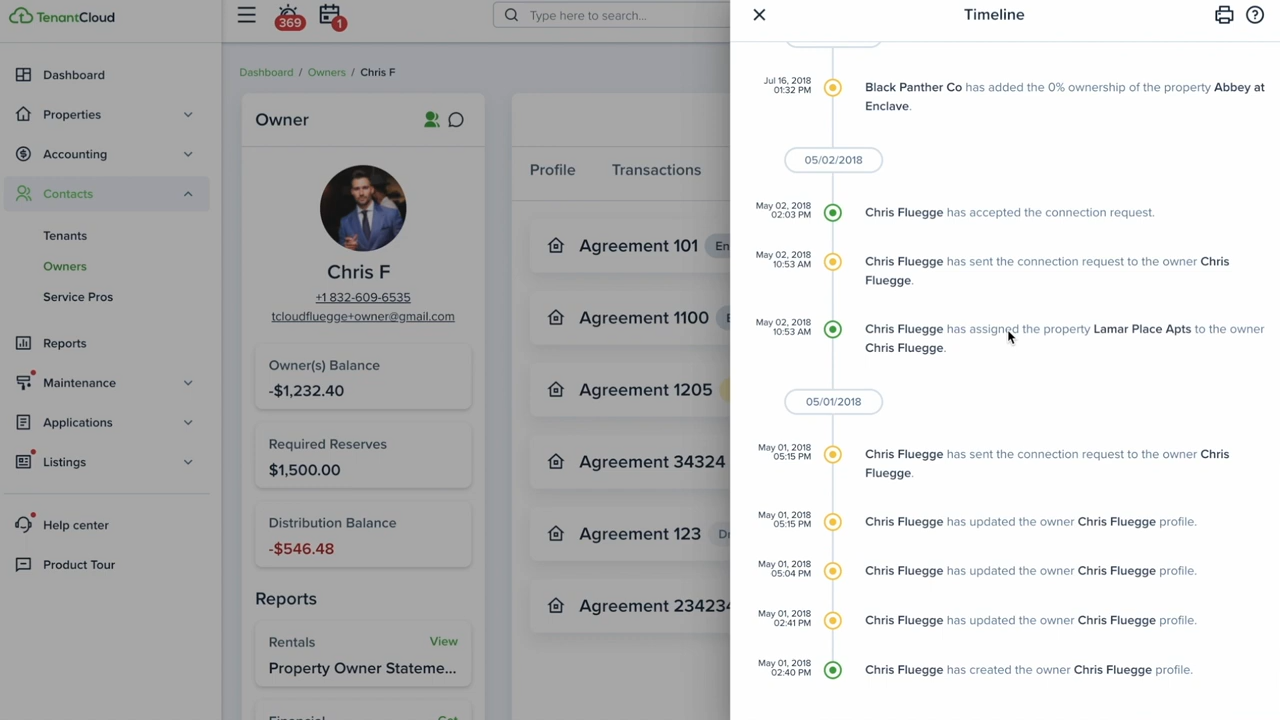 TenantCloud
369
1
Type here to search...
Timeline
Dashboard
Properties
Accounting
Contacts
Tenants
Owners
Service Pros
Reports
Maintenance
Applications
Listings
Help center
Product Tour
Dashboard / Owners / Chris F
Owner
Chris F
+1 832-609-6535
tcloudfluegge+owner@gmail.com
Owner(s) Balance
-$1,232.40
Required Reserves
$1,500.00
Distribution Balance
-$546.48
Reports
Rentals View
Property Owner Stateme...
Profile Transactions
Agreement 101 En
Agreement 1100
Agreement 1205
Agreement 34324
Agreement 123
Agreement 234234
Jul 16, 2018
01:32 PM
Black Panther Co has added the 0% ownership of the property Abbey at
Enclave.
05/02/2018
May 02, 2018
02:03 PM
Chris Fluegge has accepted the connection request.
May 02, 2018
10:53 AM
Chris Fluegge has sent the connection request to the owner Chris
Fluegge.
May 02, 2018
10:53 AM
Chris Fluegge has assigned the property Lamar Place Apts to the owner
Chris Fluegge.
05/01/2018
May 01, 2018
05:15 PM
Chris Fluegge has sent the connection request to the owner Chris
Fluegge.
May 01, 2018
05:15 PM
Chris Fluegge has updated the owner Chris Fluegge profile.
May 01, 2018
05:04 PM
Chris Fluegge has updated the owner Chris Fluegge profile.
May 01, 2018
02:41 PM
Chris Fluegge has updated the owner Chris Fluegge profile.
May 01, 2018
02:40 PM
Chris Fluegge has created the owner Chris Fluegge profile.